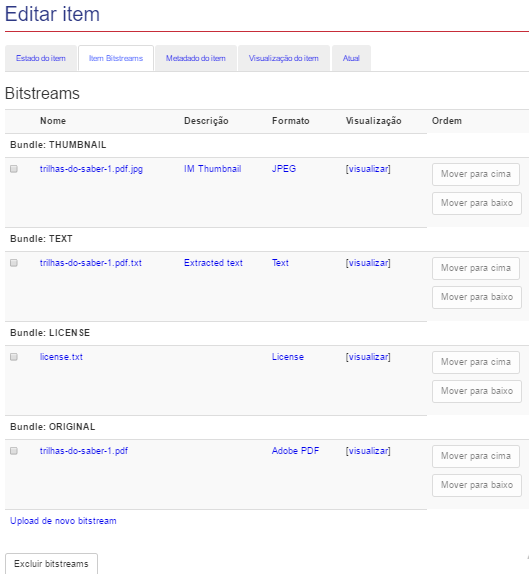 Editar item
Estado do item Item Bitstreams Metadado do item Visualização do item Atual
Bitstreams
Nome Descrição Formato Visualização Ordem
Bundle: THUMBNAIL
trilhas-do-saber-1.pdf.jpg IM Thumbnail JPEG [visualizar] Mover para cima
Mover para baixo
Bundle: TEXT
trilhas-do-saber-1.pdf.txt Extracted text Text [visualizar] Mover para cima
Mover para baixo
Bundle: LICENSE
license.txt License [visualizar] Mover para cima
Mover para baixo
Bundle: ORIGINAL
trilhas-do-saber-1.pdf Adobe PDF [visualizar] Mover para cima
Mover para baixo
Upload de novo bitstream
Excluir bitstreams